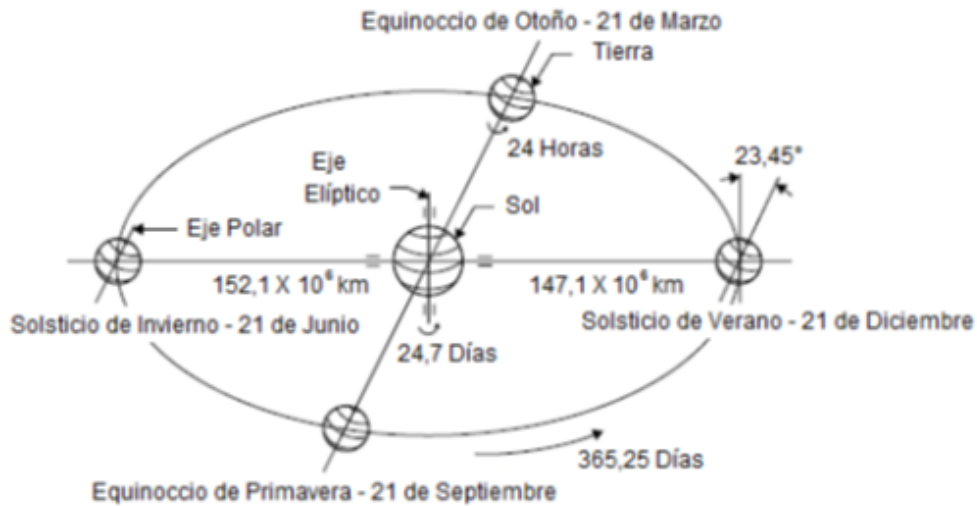 Equinoccio de Otoño - 21 de Marzo
Tierra
24 Horas
23,45°
Eje
Elíptico
Sol
Eje Polar
152,1 X 10⁶ km
147,1 X 10⁶ km
Solsticio de Invierno - 21 de Junio
Solsticio de Verano - 21 de Diciembre
24,7 Días
365,25 Días
Equinoccio de Primavera - 21 de Septiembre